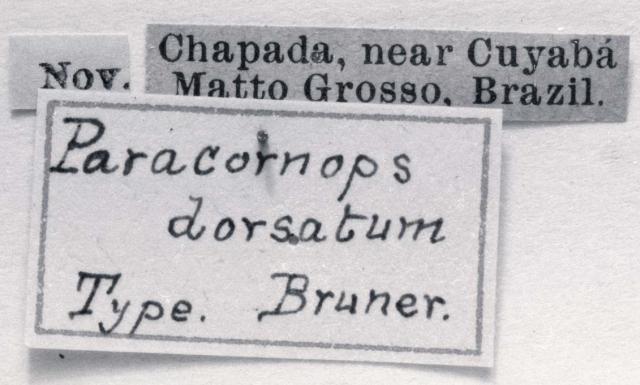 Nov.
Chapada, near Cuyabá
Matto Grosso, Brazil.
Paracornops
dorsatum
Type. Bruner.